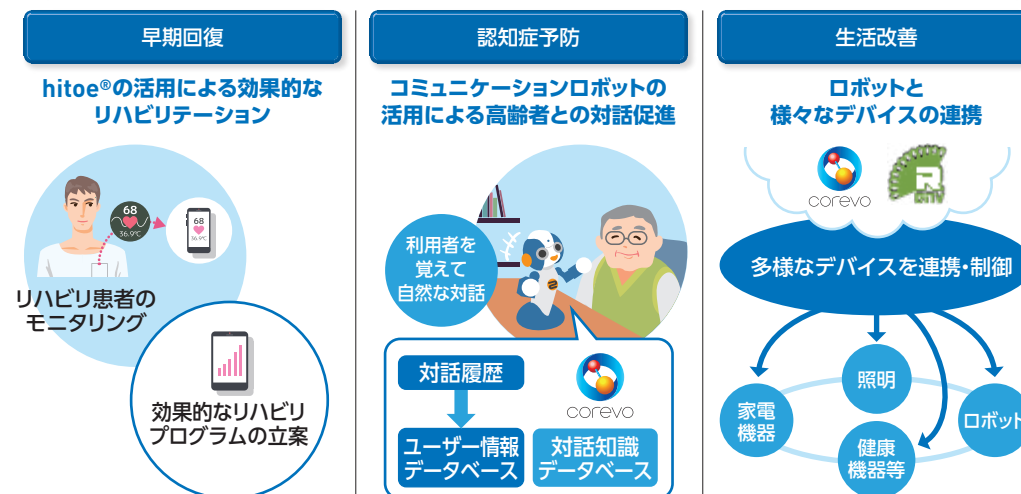 早期回復
hitoe®の活用による効果的な
リハビリテーション
68
36.9℃
68
36.9℃
リハビリ患者の
モニタリング
効果的なリハビリ
プログラムの立案
認知症予防
コミュニケーションロボットの
活用による高齢者との対話促進
利用者を
覚えて
自然な対話
対話履歴
corevo
ユーザー情報
データベース
対話知識
データベース
生活改善
ロボットと
様々なデバイスの連携
corevo
R
多様なデバイスを連携・制御
照明
家電
機器
ロボット
健康
機器等